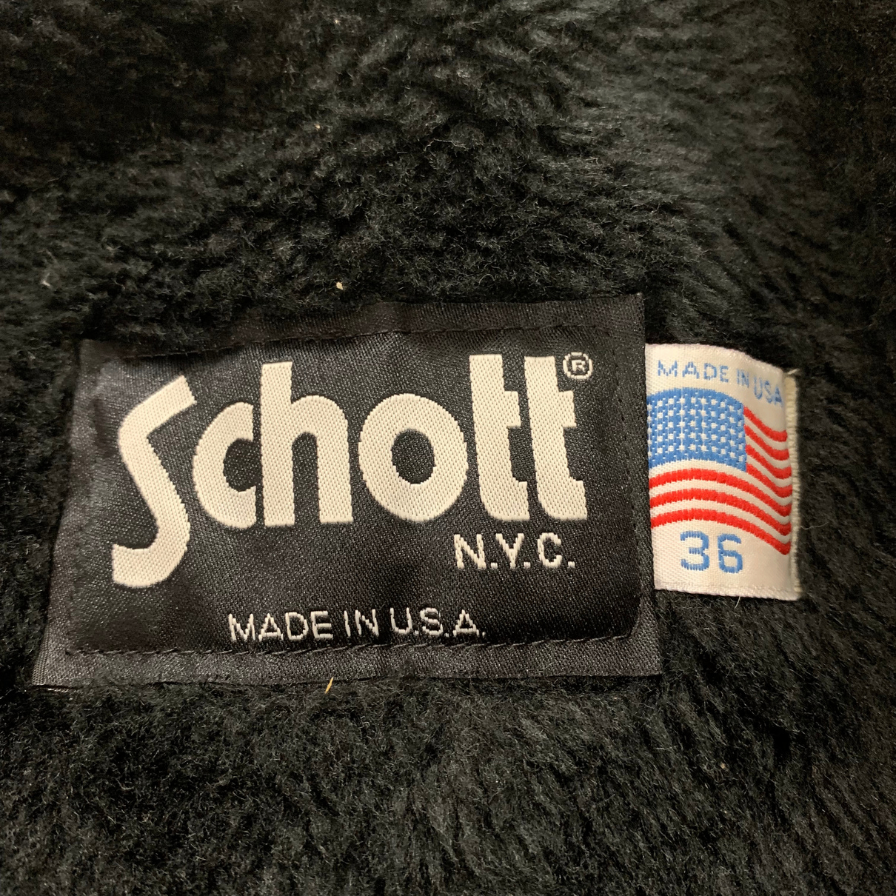 Schott®
N.Y.C.
MADE IN U.S.A.
MADE IN USA
36